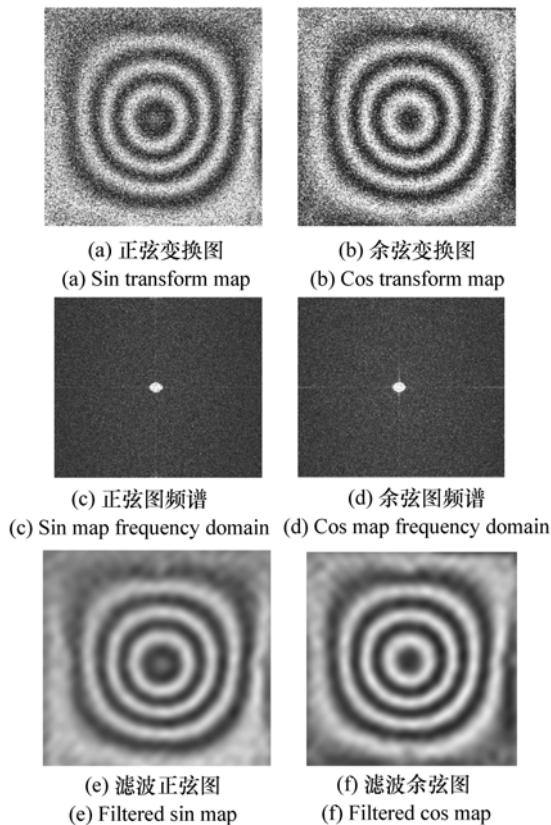 (a) 正弦变换图
(a) Sin transform map
(b) 余弦变换图
(b) Cos transform map
(c) 正弦图频谱
(c) Sin map frequency domain
(d) 余弦图频谱
(d) Cos map frequency domain
(e) 滤波正弦图
(e) Filtered sin map
(f) 滤波余弦图
(f) Filtered cos map